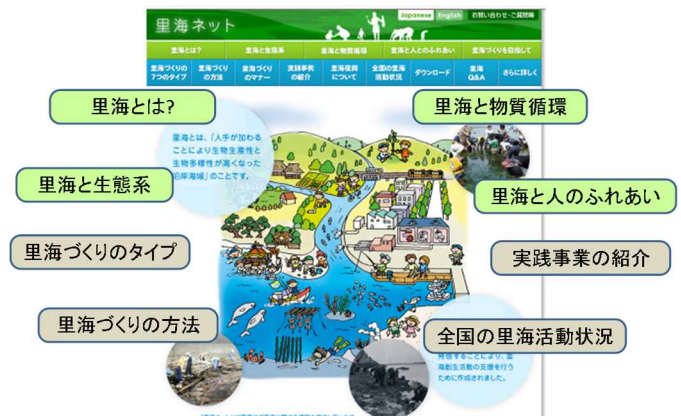 里海ネット
Japanese English お問い合わせ・ご質問等
里海とは? 里海と生態系 里海と物質循環 里海と人とのふれあい 里海づくりを目指して
里海づくりの 7つのタイプ
里海づくり の方法
里海づくり のマナー
実践事例 の紹介
里海復興 について
全国の里海 活動状況
ダウンロード
里海 Q&A
さらに詳しく
里海とは?
里海と物質循環
里海とは、「人手が加わる
ことにより生物生産性と
生物多様性が高くなった
沿岸海域」のことです。
里海と生態系
里海と人のふれあい
里海づくりのタイプ
実践事業の紹介
里海づくりの方法
全国の里海活動状況
発信することにより、里
海創生活動の支援を行う
ために作成されました。